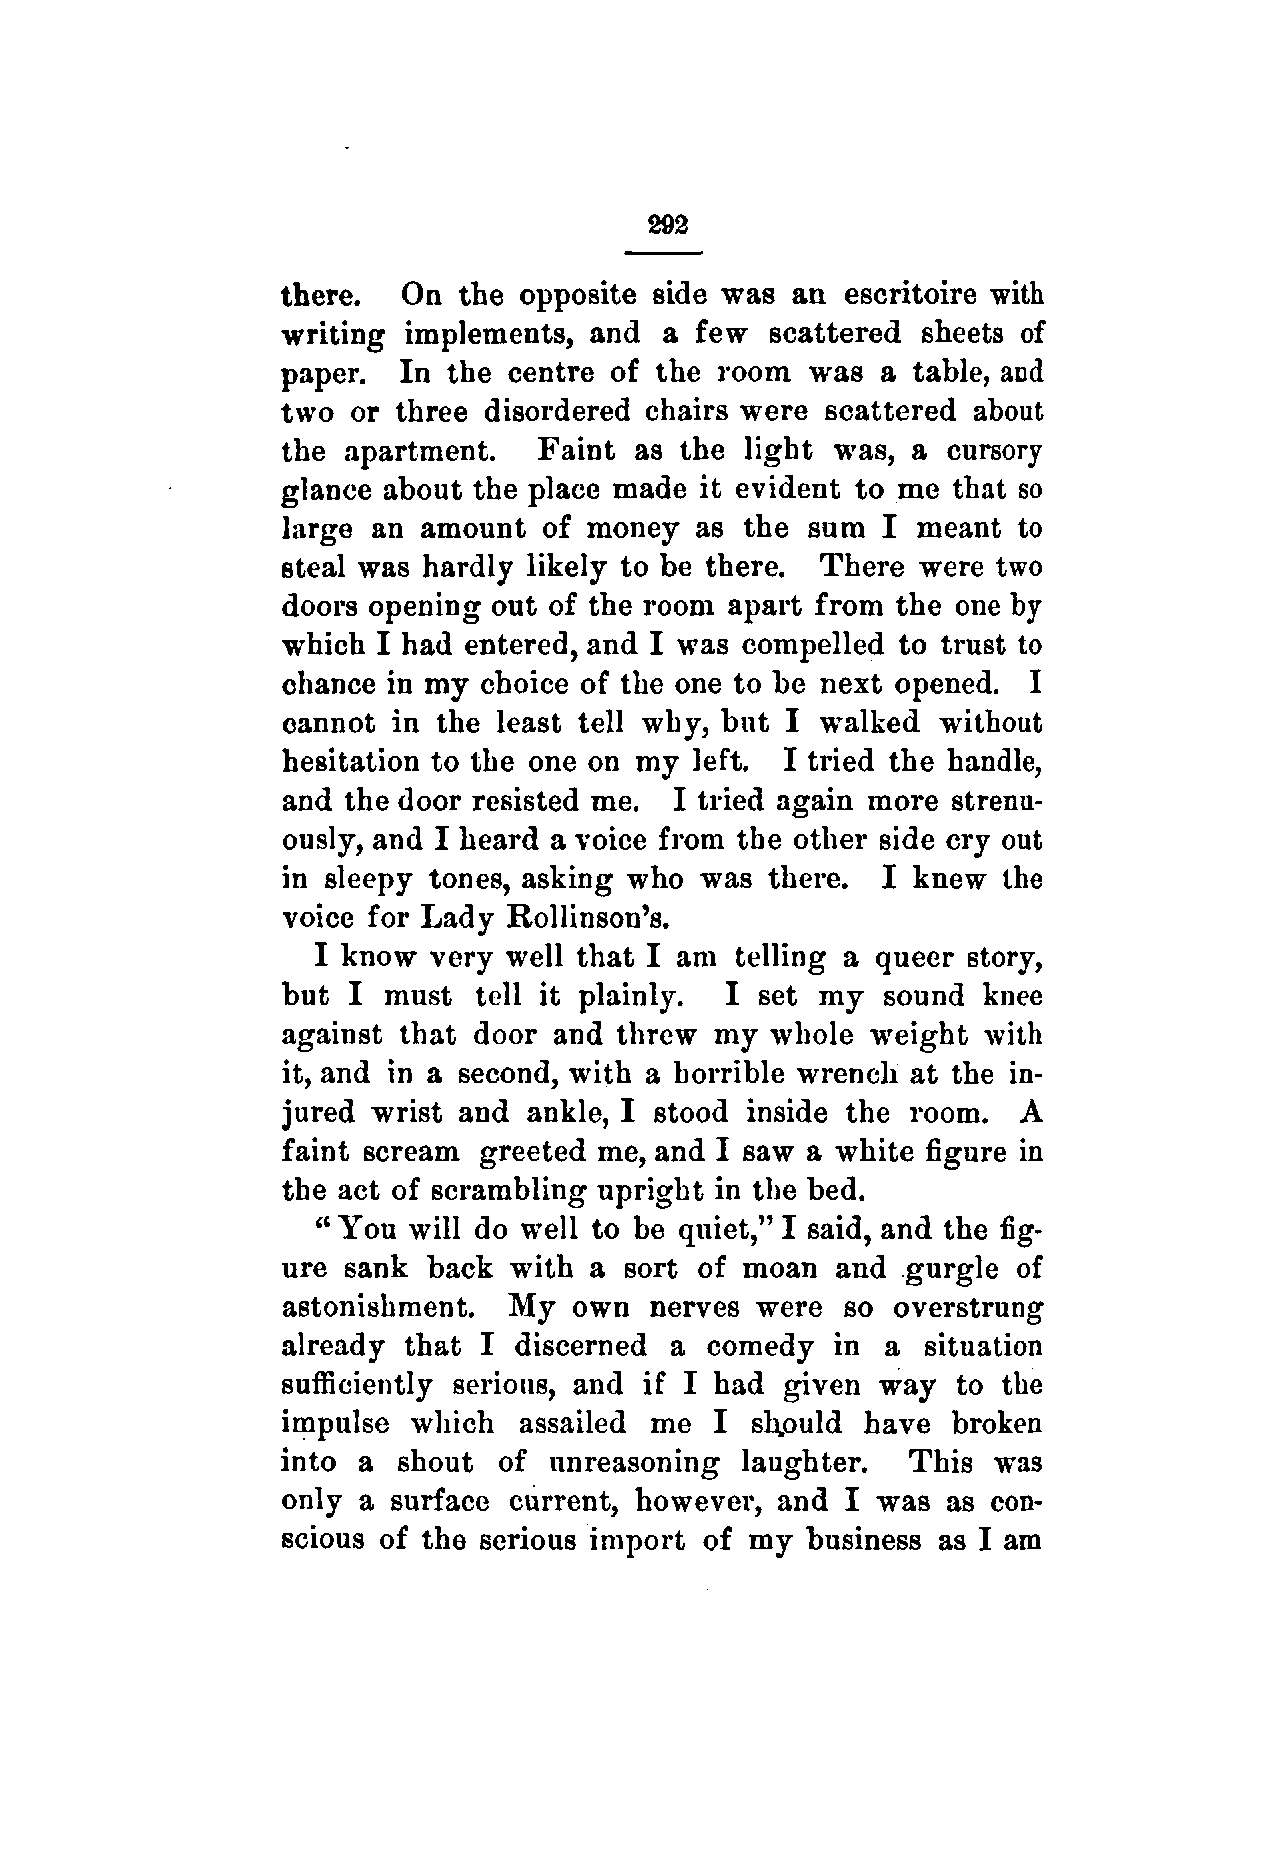 292
there. On the opposite side was an escritoire with
writing implements, and a few scattered sheets of
paper. In the centre of the room was a table, and
two or three disordered chairs were scattered about
the apartment. Faint as the light was, a cursory
glance about the place made it evident to me that so
large an amount of money as the sum I meant to
steal was hardly likely to be there. There were two
doors opening out of the room apart from the one by
which I had entered, and I was compelled to trust to
chance in my choice of the one to be next opened. I
cannot in the least tell why, but I walked without
hesitation to the one on my left. I tried the handle,
and the door resisted me. I tried again more strenu-
ously, and I heard a voice from the other side cry out
in sleepy tones, asking who was there. I knew the
voice for Lady Rollinson's.
I know very well that I am telling a queer story,
but I must tell it plainly. I set my sound knee
against that door and threw my whole weight with
it, and in a second, with a horrible wrench at the in-
jured wrist and ankle, I stood inside the room. A
faint scream greeted me, and I saw a white figure in
the act of scrambling upright in the bed.
"You will do well to be quiet," I said, and the fig-
ure sank back with a sort of moan and gurgle of
astonishment. My own nerves were so overstrung
already that I discerned a comedy in a situation
sufficiently serious, and if I had given way to the
impulse which assailed me I should have broken
into a shout of unreasoning laughter. This was
only a surface current, however, and I was as con-
scious of the serious import of my business as I am